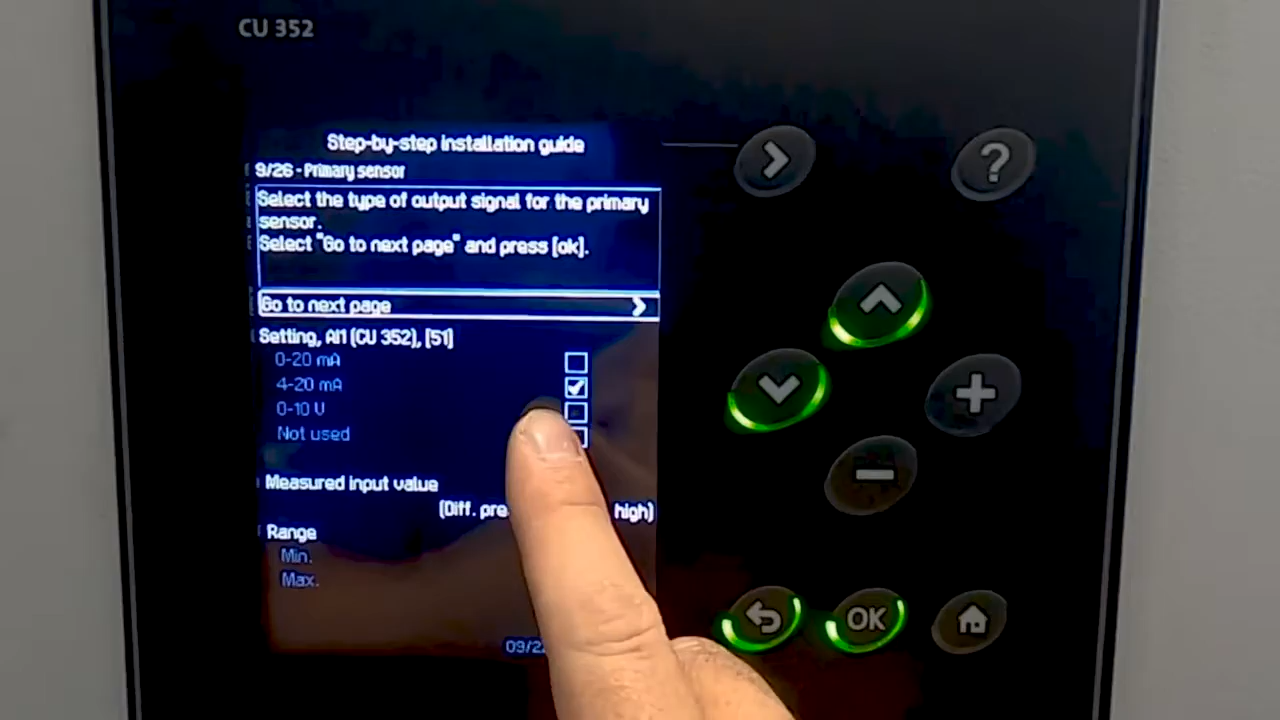 CU 352
Step-by-step installation guide
9/26 - Primary sensor
Select the type of output signal for the primary
sensor.
Select "Go to next page" and press [ok].
Go to next page
Setting, AI1 (CU 352), [51]
0-20 mA
4-20 mA
0-10 V
Not used
Measured input value
(Diff. high)
Range
Min.
Max.
OK